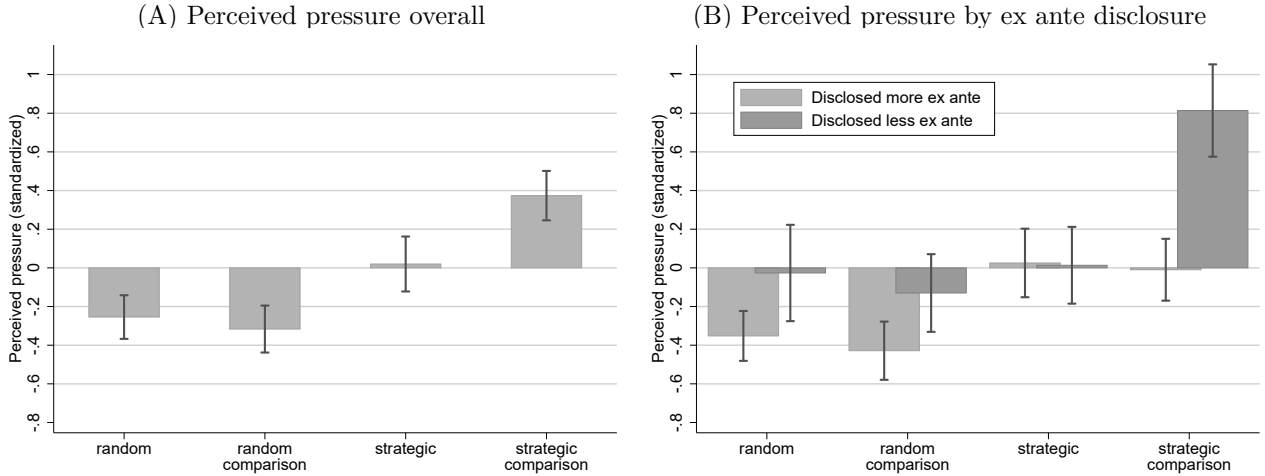 (A) Perceived pressure overall
Perceived pressure (standardized)
1
.8
.6
.4
.2
0
-.2
-.4
-.6
-.8
random
random
comparison
strategic
strategic
comparison
(B) Perceived pressure by ex ante disclosure
Perceived pressure (standardized)
1
.8
.6
.4
.2
0
-.2
-.4
-.6
-.8
Disclosed more ex ante
Disclosed less ex ante
random
random
comparison
strategic
strategic
comparison